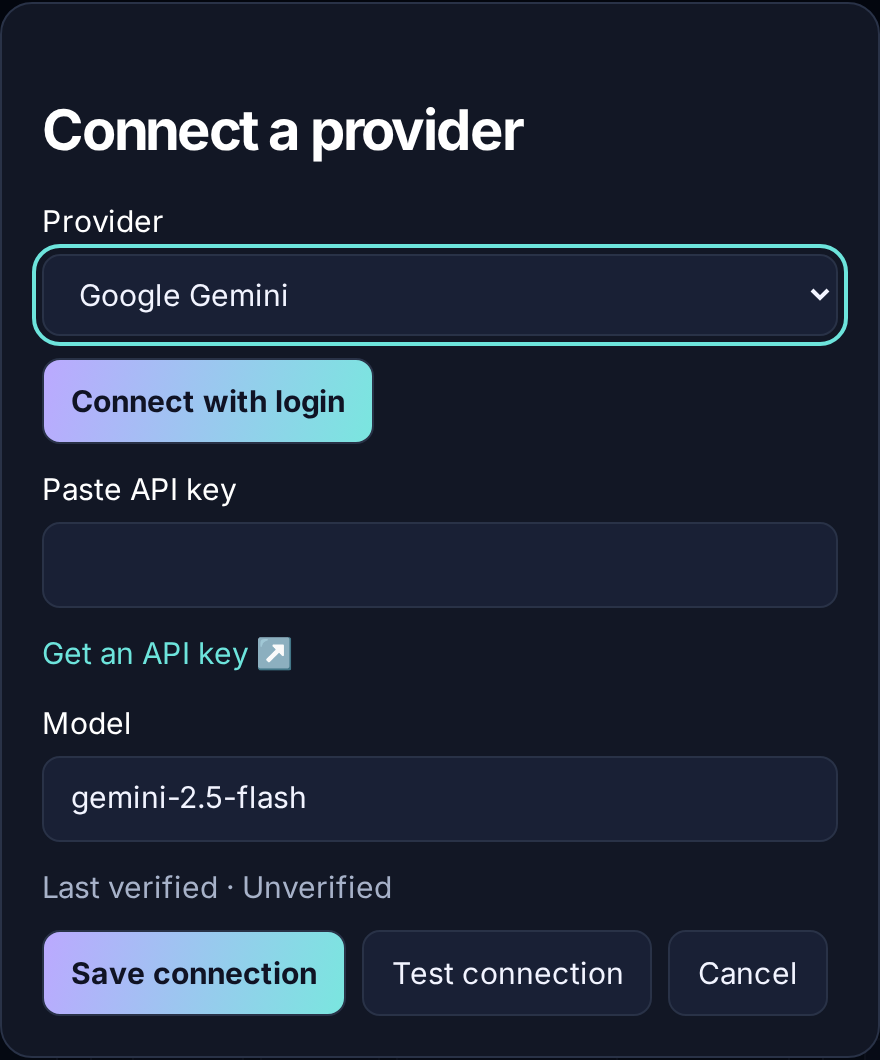 Connect a provider
Provider
Google Gemini
Connect with login
Paste API key
Get an API key ↗️
Model
gemini-2.5-flash
Last verified · Unverified
Save connection Test connection Cancel